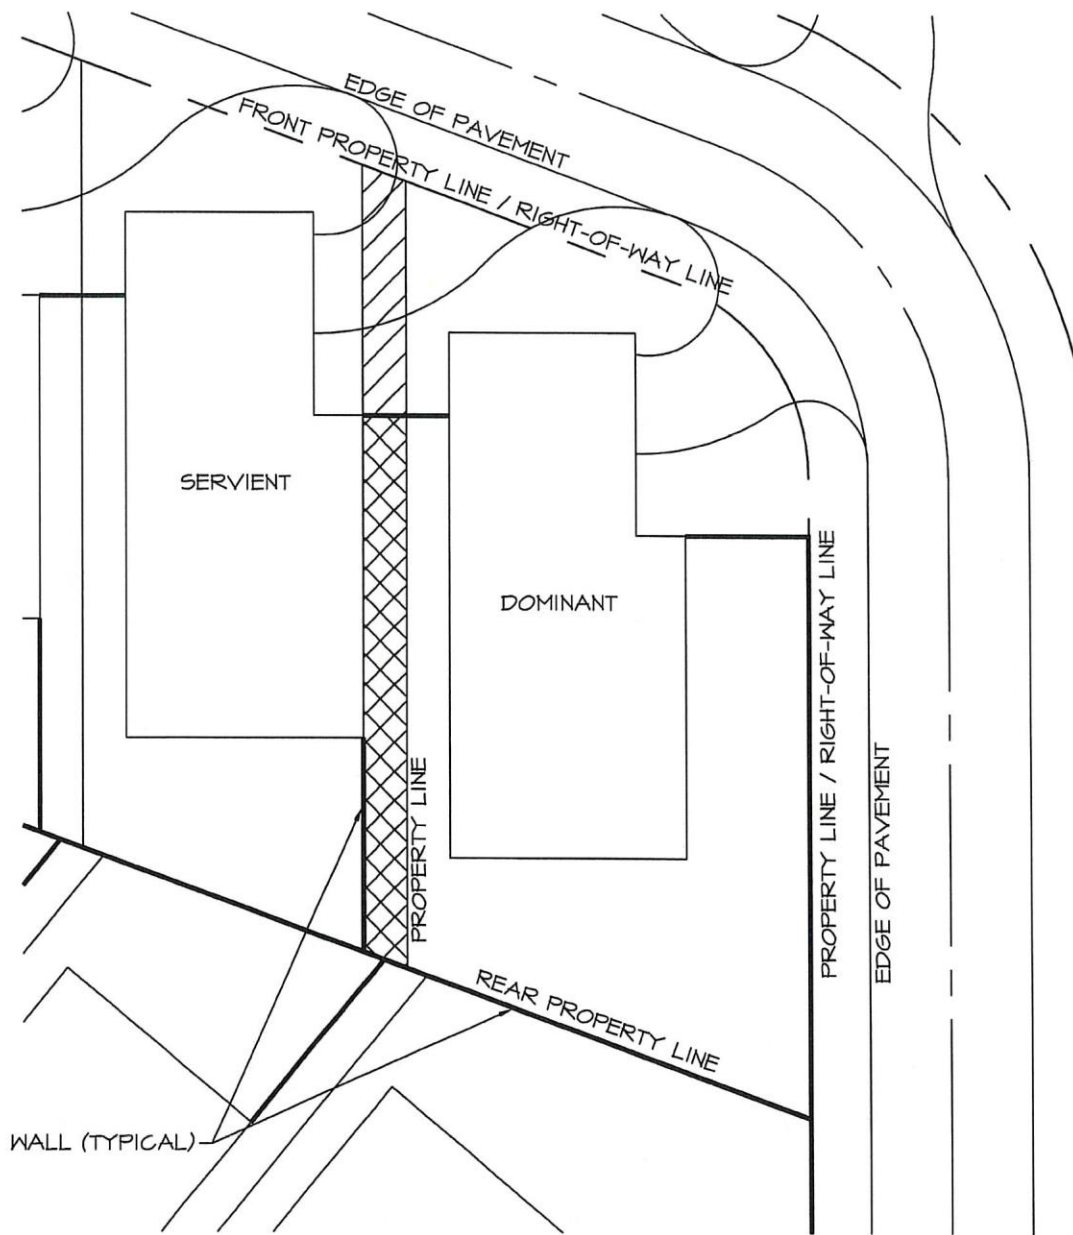 EDGE OF PAVEMENT
FRONT PROPERTY LINE / RIGHT-OF-WAY LINE
SERVIENT
DOMINANT
PROPERTY LINE
PROPERTY LINE / RIGHT-OF-WAY LINE
EDGE OF PAVEMENT
REAR PROPERTY LINE
WALL (TYPICAL)